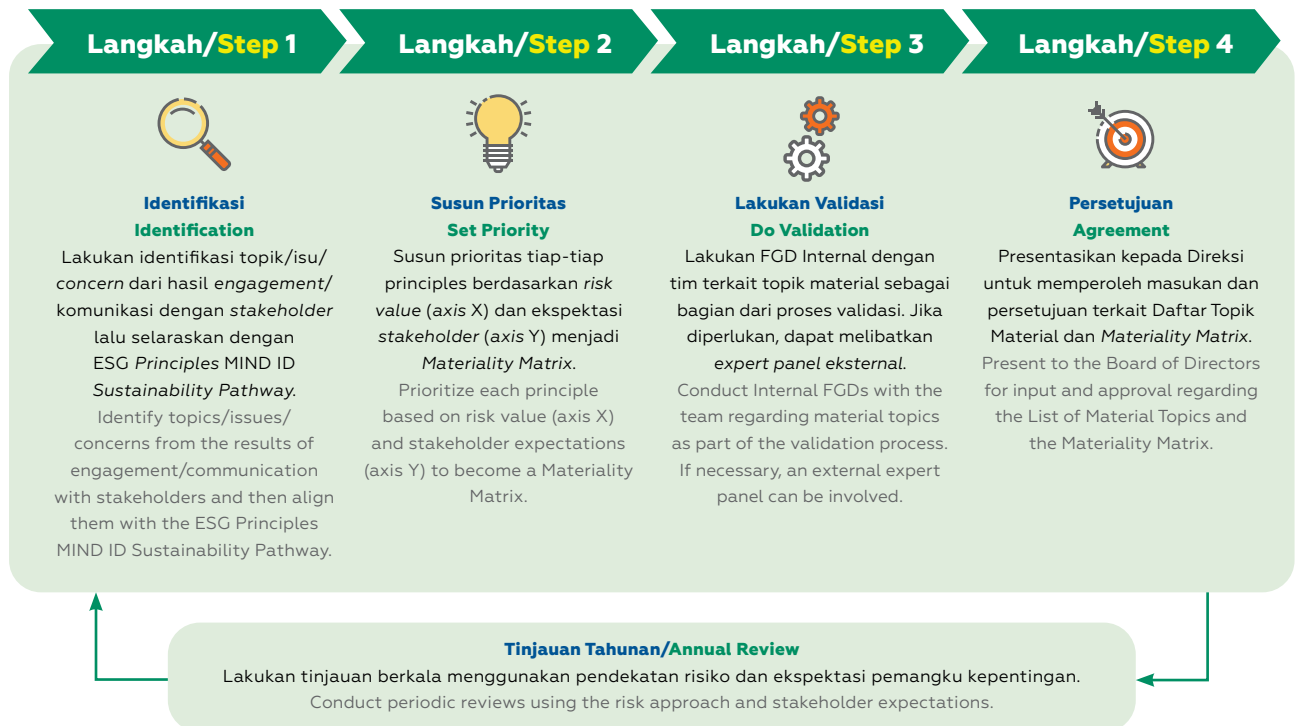 Langkah/Step 1
Langkah/Step 2
Langkah/Step 3
Langkah/Step 4
Identifikasi
Identification
Lakukan identifikasi topik/isu/
concern dari hasil engagement/
komunikasi dengan stakeholder
lalu selaraskan dengan
ESG Principles MIND ID
Sustainability Pathway.
Identify topics/issues/
concerns from the results of
engagement/communication
with stakeholders and then align
them with the ESG Principles
MIND ID Sustainability Pathway.
Susun Prioritas
Set Priority
Susun prioritas tiap-tiap
principles berdasarkan risk
value (axis X) dan ekspektasi
stakeholder (axis Y) menjadi
Materiality Matrix.
Prioritize each principle
based on risk value (axis X)
and stakeholder expectations
(axis Y) to become a Materiality
Matrix.
Lakukan Validasi
Do Validation
Lakukan FGD Internal dengan
tim terkait topik material sebagai
bagian dari proses validasi. Jika
diperlukan, dapat melibatkan
expert panel eksternal.
Conduct Internal FGDs with the
team regarding material topics
as part of the validation process.
If necessary, an external expert
panel can be involved.
Persetujuan
Agreement
Presentasikan kepada Direksi
untuk memperoleh masukan dan
persetujuan terkait Daftar Topik
Material dan Materiality Matrix.
Present to the Board of Directors
for input and approval regarding
the List of Material Topics and
the Materiality Matrix.
Tinjauan Tahunan/Annual Review
Lakukan tinjauan berkala menggunakan pendekatan risiko dan ekspektasi pemangku kepentingan.
Conduct periodic reviews using the risk approach and stakeholder expectations.